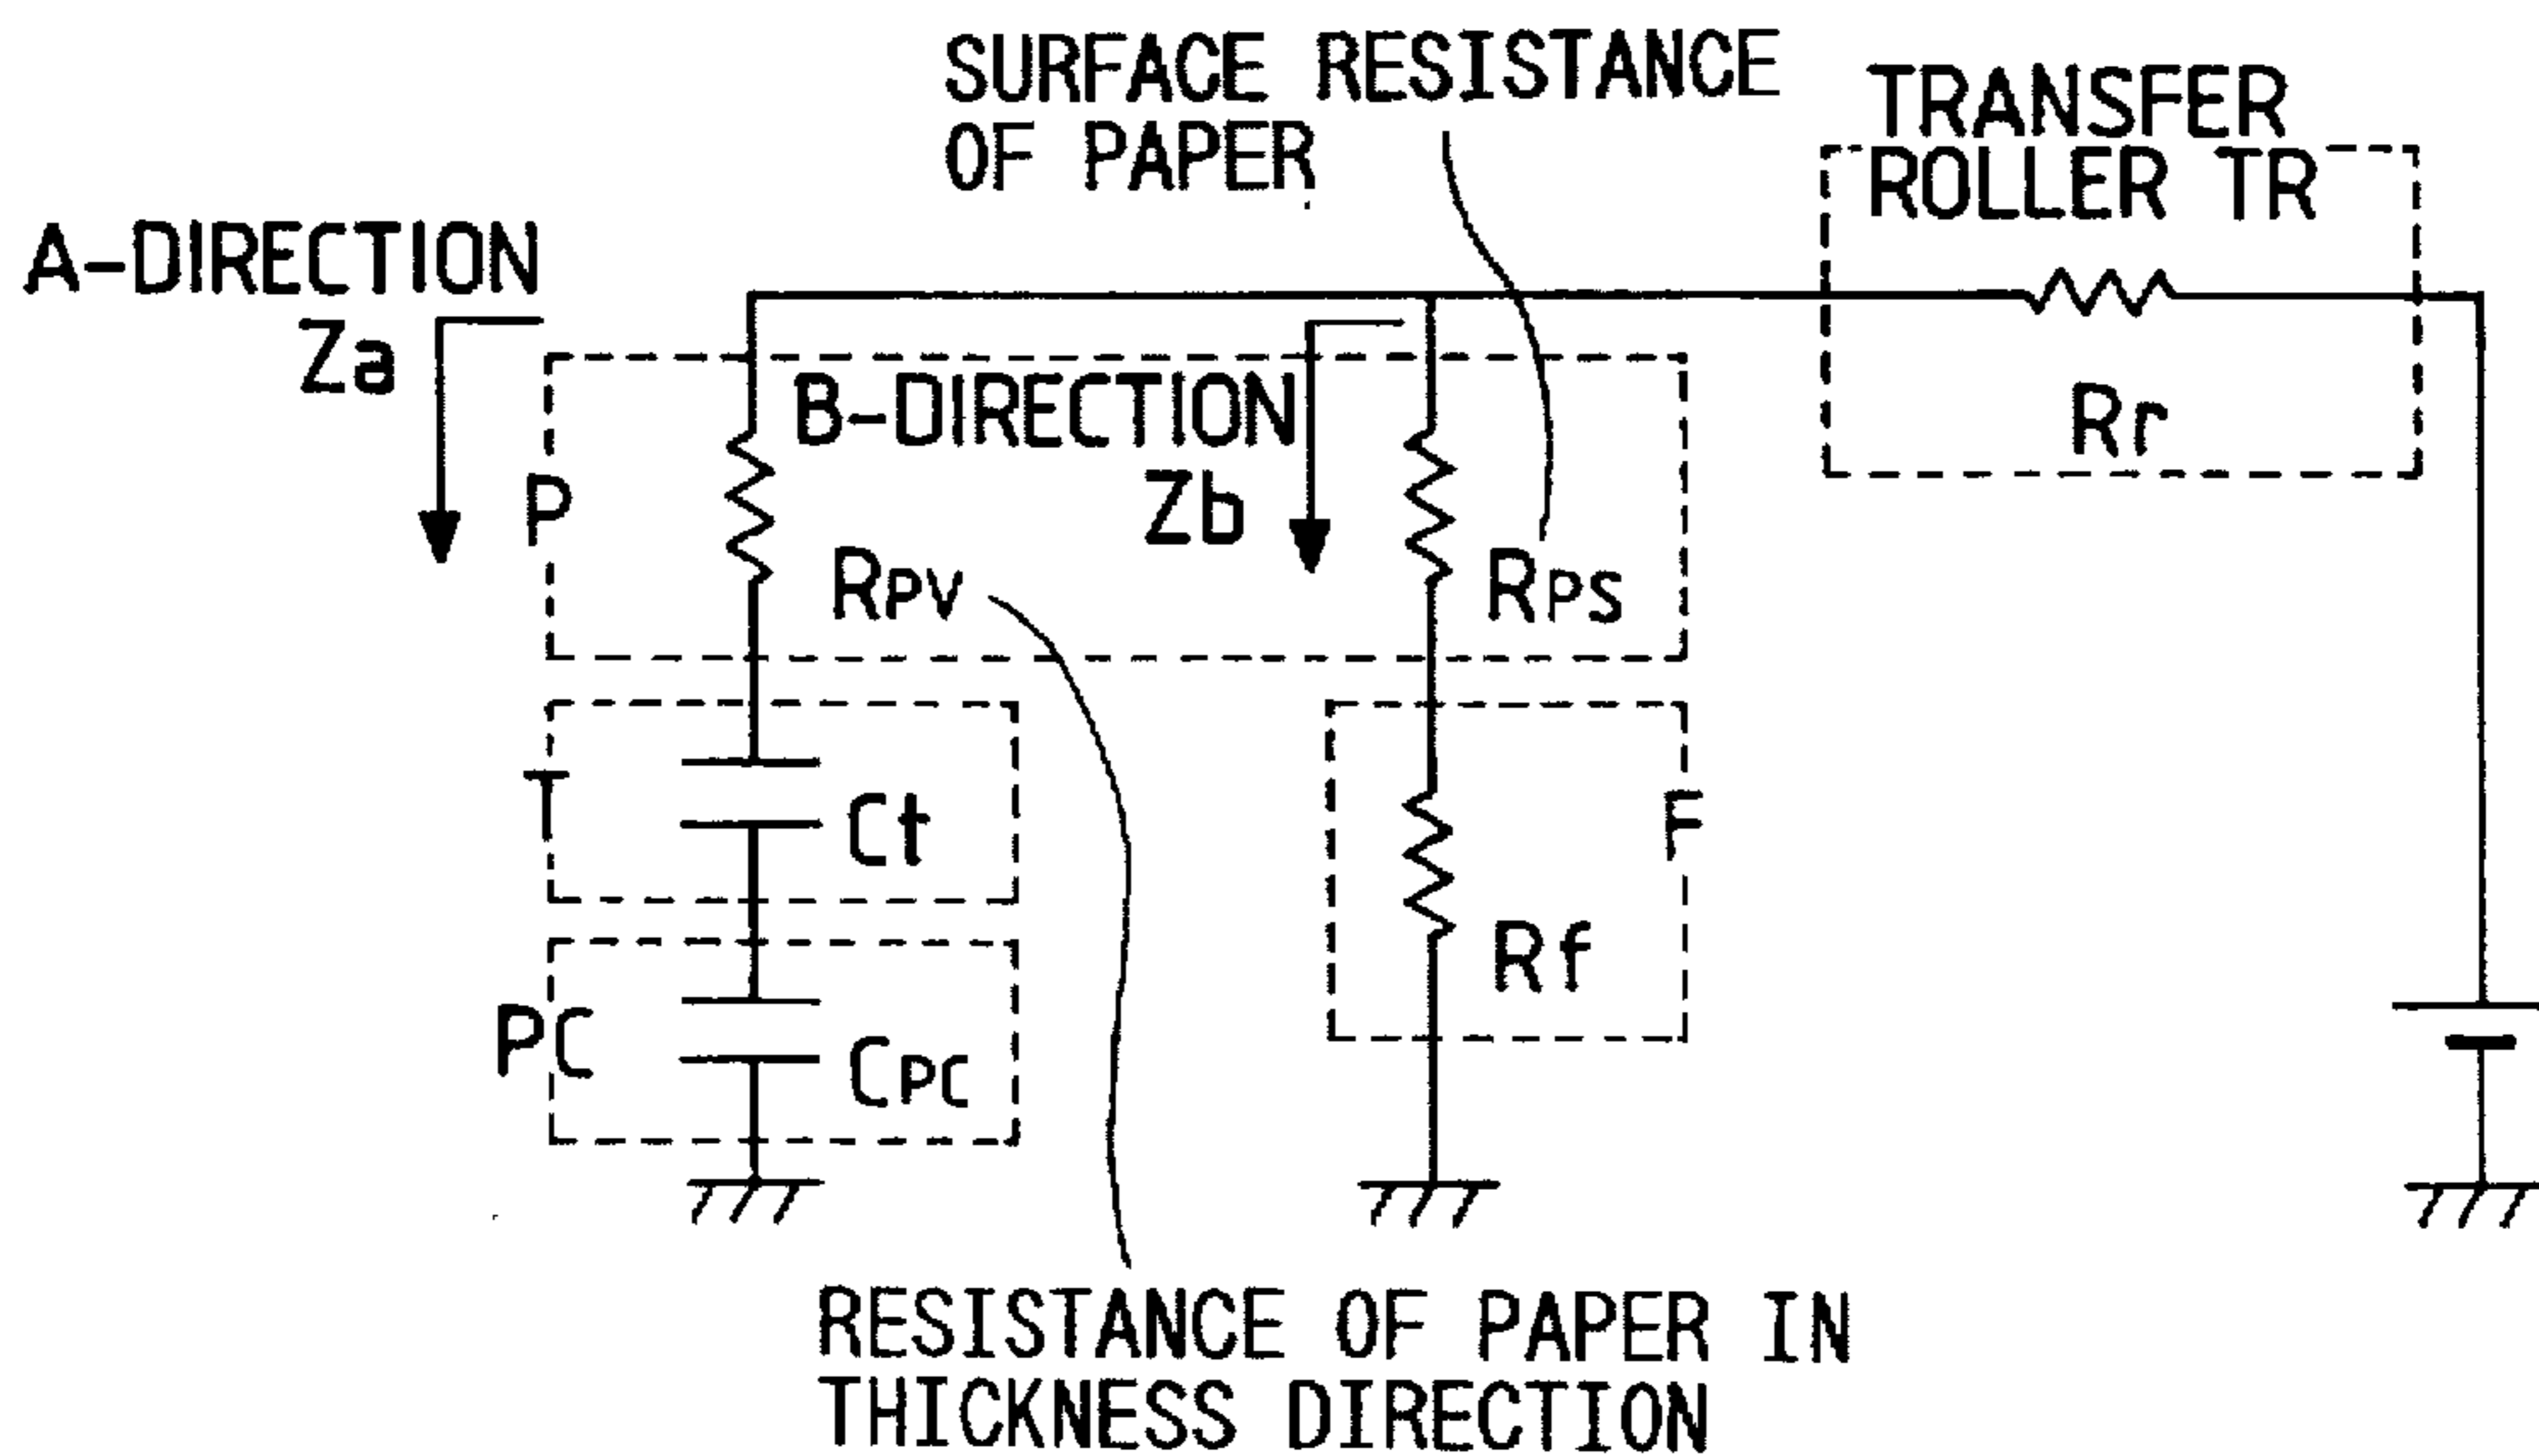 SURFACE RESISTANCE
OF PAPER
TRANSFER
ROLLER TR
A-DIRECTION
Za
B-DIRECTION
Zb
P
Rr
RPV
RPS
T
Ct
F
Rf
PC
CPC
RESISTANCE OF PAPER IN
THICKNESS DIRECTION